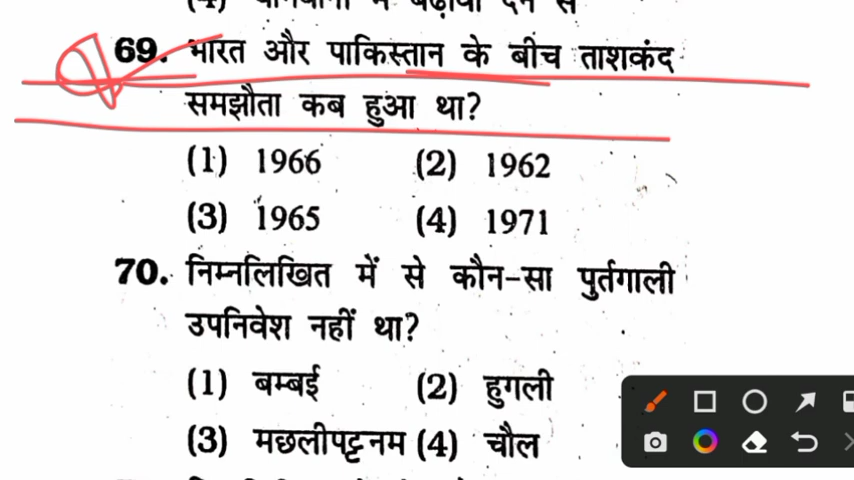 69. भारत और पाकिस्तान के बीच ताशकंद
समझौता कब हुआ था?
(1) 1966 (2) 1962
(3) 1965 (4) 1971
70. निम्नलिखित में से कौन-सा पुर्तगाली
उपनिवेश नहीं था?
(1) बम्बई (2) हुगली
(3) मछलीपट्टनम (4) चौल